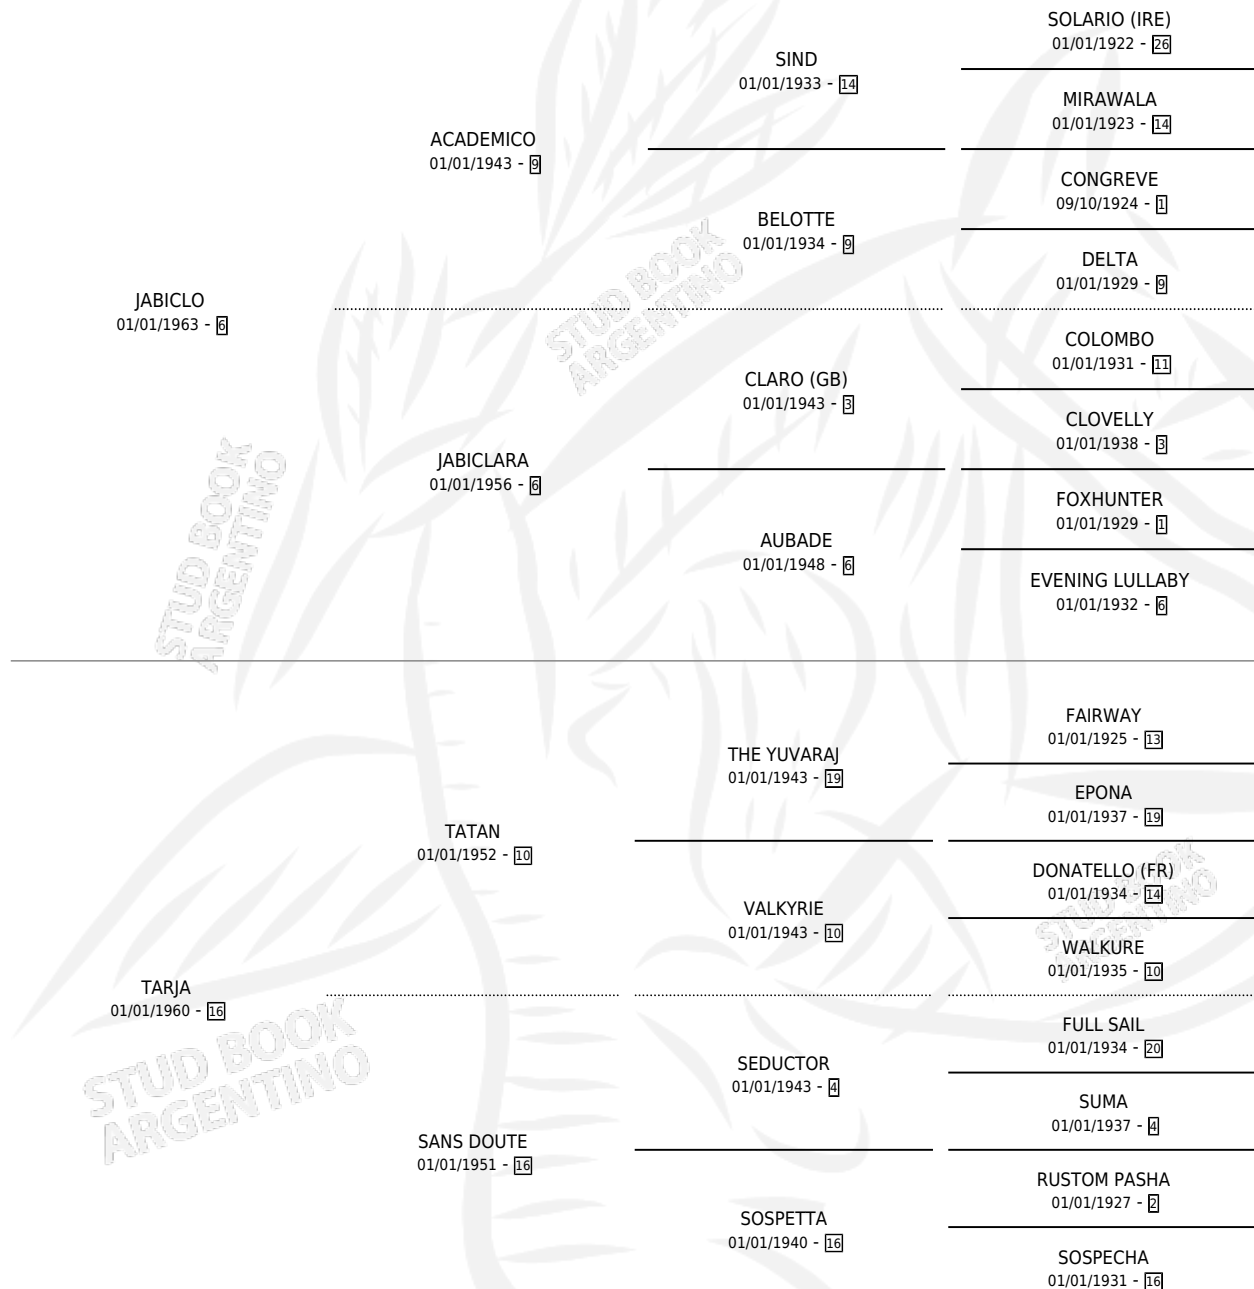 SOLARIO (IRE)
01/01/1922 - 26
SIND
01/01/1933 - 14
MIRAWALA
01/01/1923 - 14
ACADEMICO
01/01/1943 - 9
CONGREVE
09/10/1924 - 1
BELOTTE
01/01/1934 - 9
DELTA
01/01/1929 - 9
JABICLO
01/01/1963 - 6
COLOMBO
01/01/1931 - 11
CLARO (GB)
01/01/1943 - 3
CLOVELLY
01/01/1938 - 3
JABICLARA
01/01/1956 - 6
FOXHUNTER
01/01/1929 - 1
AUBADE
01/01/1948 - 6
EVENING LULLABY
01/01/1932 - 6
FAIRWAY
01/01/1925 - 13
THE YUVARAJ
01/01/1943 - 19
EPONA
01/01/1937 - 19
TATAN
01/01/1952 - 10
DONATELLO (FR)
01/01/1934 - 14
VALKYRIE
01/01/1943 - 10
WALKURE
01/01/1935 - 10
TARJA
01/01/1960 - 16
FULL SAIL
01/01/1934 - 20
SEDUCTOR
01/01/1943 - 4
SUMA
01/01/1937 - 4
SANS DOUTE
01/01/1951 - 16
RUSTOM PASHA
01/01/1927 - 2
SOSPETTA
01/01/1940 - 16
SOSPECHA
01/01/1931 - 16
STUD BOOK
ARGENTINO
STUD BOOK
ARGENTINO
STUD BOOK
ARGENTINO
STUD BOOK
ARGENTINO